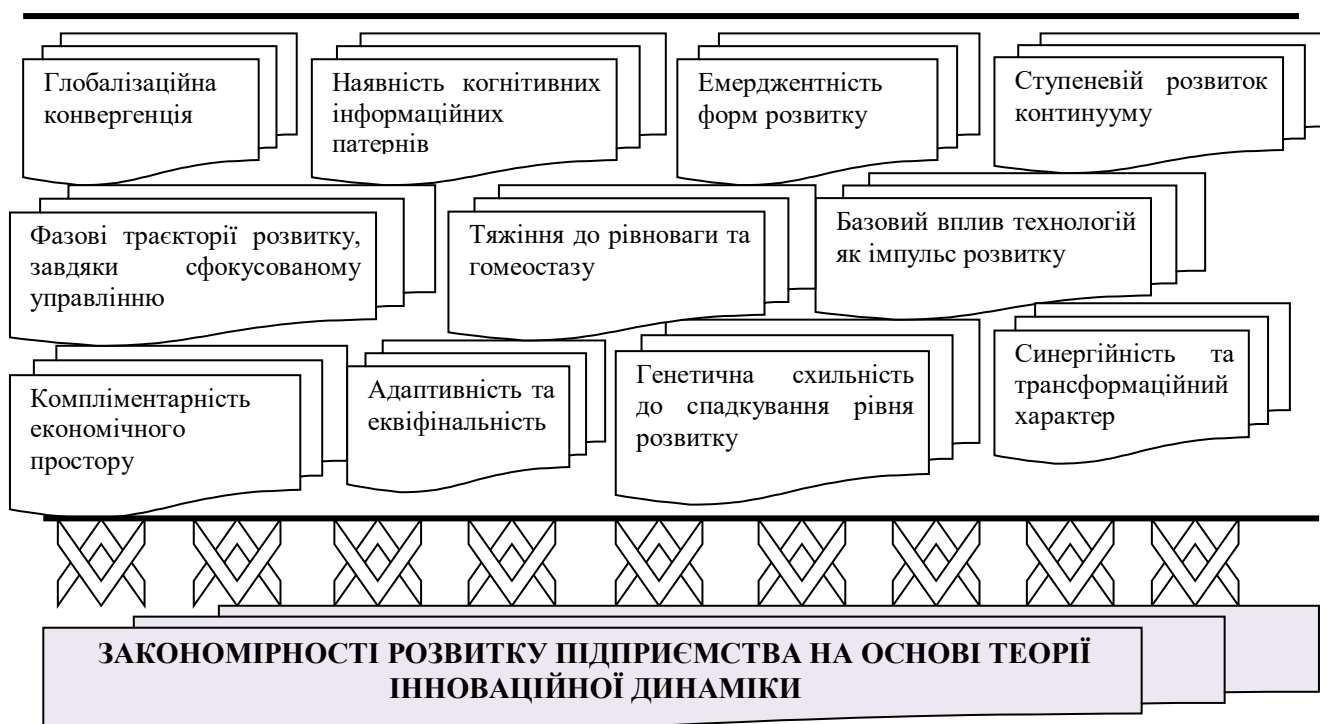 Глобалізаційна
конвергенція
Наявність когнітивних
інформаційних
патернів
Емерджентність
форм розвитку
Ступеневій розвиток
континууму
Фазові траєкторії розвитку,
завдяки сфокусованому
управлінню
Тяжіння до рівноваги та
гомеостазу
Базовий вплив технологій
як імпульс розвитку
Компліментарність
економічного
простору
Адаптивність та
еквіфінальність
Генетична схильність
до спадкування рівня
розвитку
Синергійність та
трансформаційний
характер
ЗАКОНОМІРНОСТІ РОЗВИТКУ ПІДПРИЄМСТВА НА ОСНОВІ ТЕОРІЇ
ІННОВАЦІЙНОЇ ДИНАМІКИ